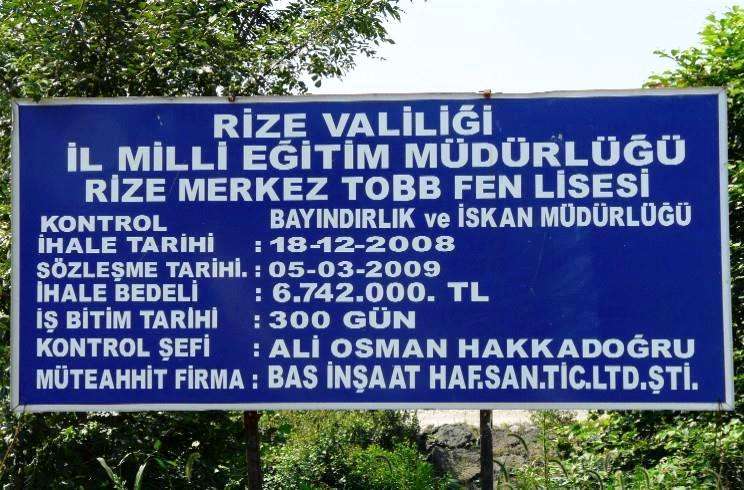 RİZE VALİLİĞİ
İL MİLLİ EĞİTİM MÜDÜRLÜĞÜ
RİZE MERKEZ TOBB FEN LİSESİ
KONTROL BAYINDIRLIK ve İSKAN MÜDÜRLÜĞÜ
İHALE TARİHİ : 18-12-2008
SÖZLEŞME TARİHİ. : 05-03-2009
İHALE BEDELİ : 6.742.000. TL
İŞ BİTİM TARİHİ : 300 GÜN
KONTROL ŞEFİ : ALİ OSMAN HAKKADOĞRU
MÜTEAHHİT FİRMA : BAS İNŞAAT HAF.SAN.TİC.LTD.ŞTİ.